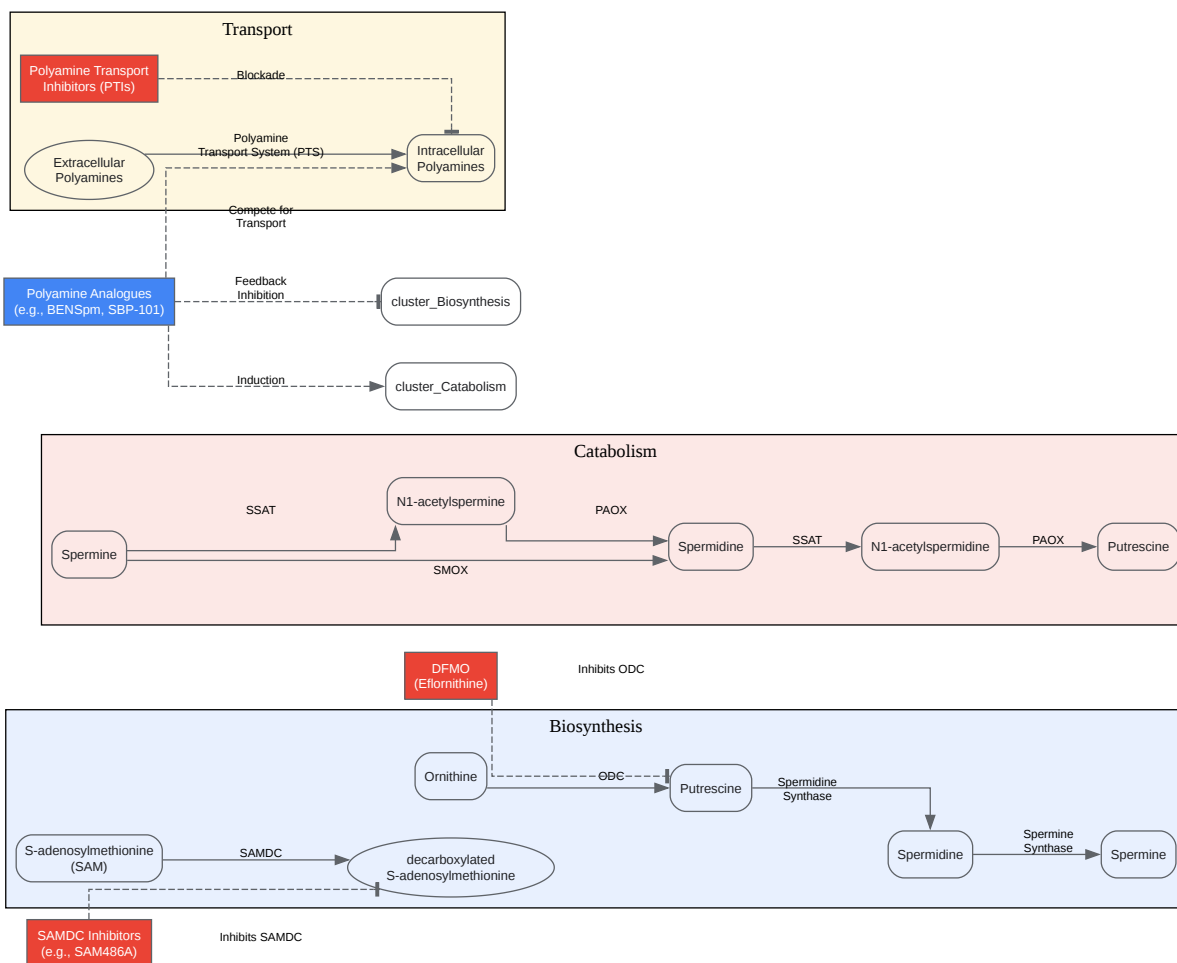 Transport
Polyamine Transport
Inhibitors (PTIs)
Blockade
Polyamine
Transport System (PTS)
Extracellular
Polyamines
Intracellular
Polyamines
Compete for
Transport
Polyamine Analogues
(e.g., BENSpm, SBP-101)
Feedback
Inhibition
cluster_Biosynthesis
Induction
cluster_Catabolism
Catabolism
Spermine
SSAT
N1-acetylspermine
PAOX
SMOX
Spermidine
SSAT
N1-acetylspermidine
PAOX
Putrescine
DFMO
(Eflornithine)
Inhibits ODC
Biosynthesis
Ornithine
ODC
Putrescine
Spermidine
Synthase
Spermidine
Spermine
Synthase
Spermine
S-adenosylmethionine
(SAM)
SAMDC
decarboxylated
S-adenosylmethionine
SAMDC Inhibitors
(e.g., SAM486A)
Inhibits SAMDC